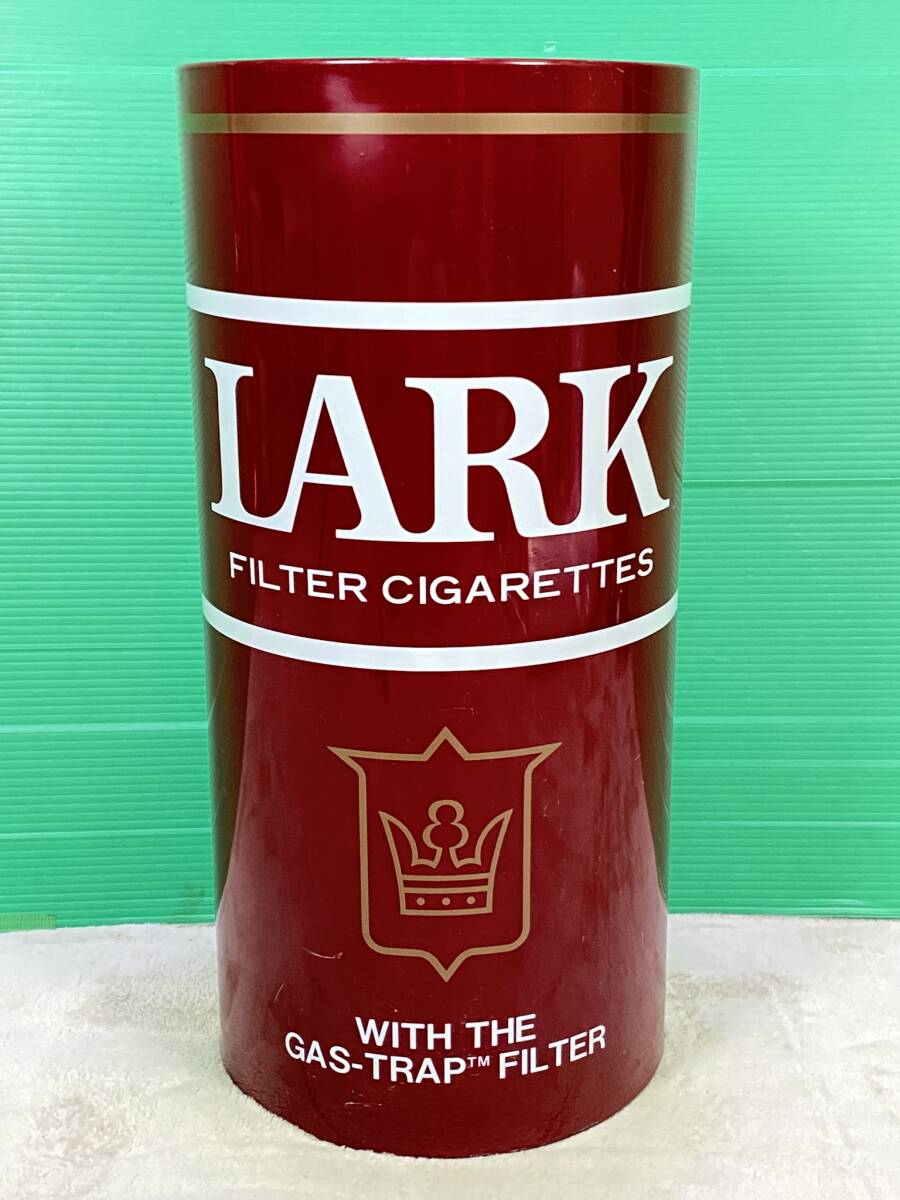 LARK
FILTER CIGARETTES
WITH THE
GAS-TRAP™ FILTER